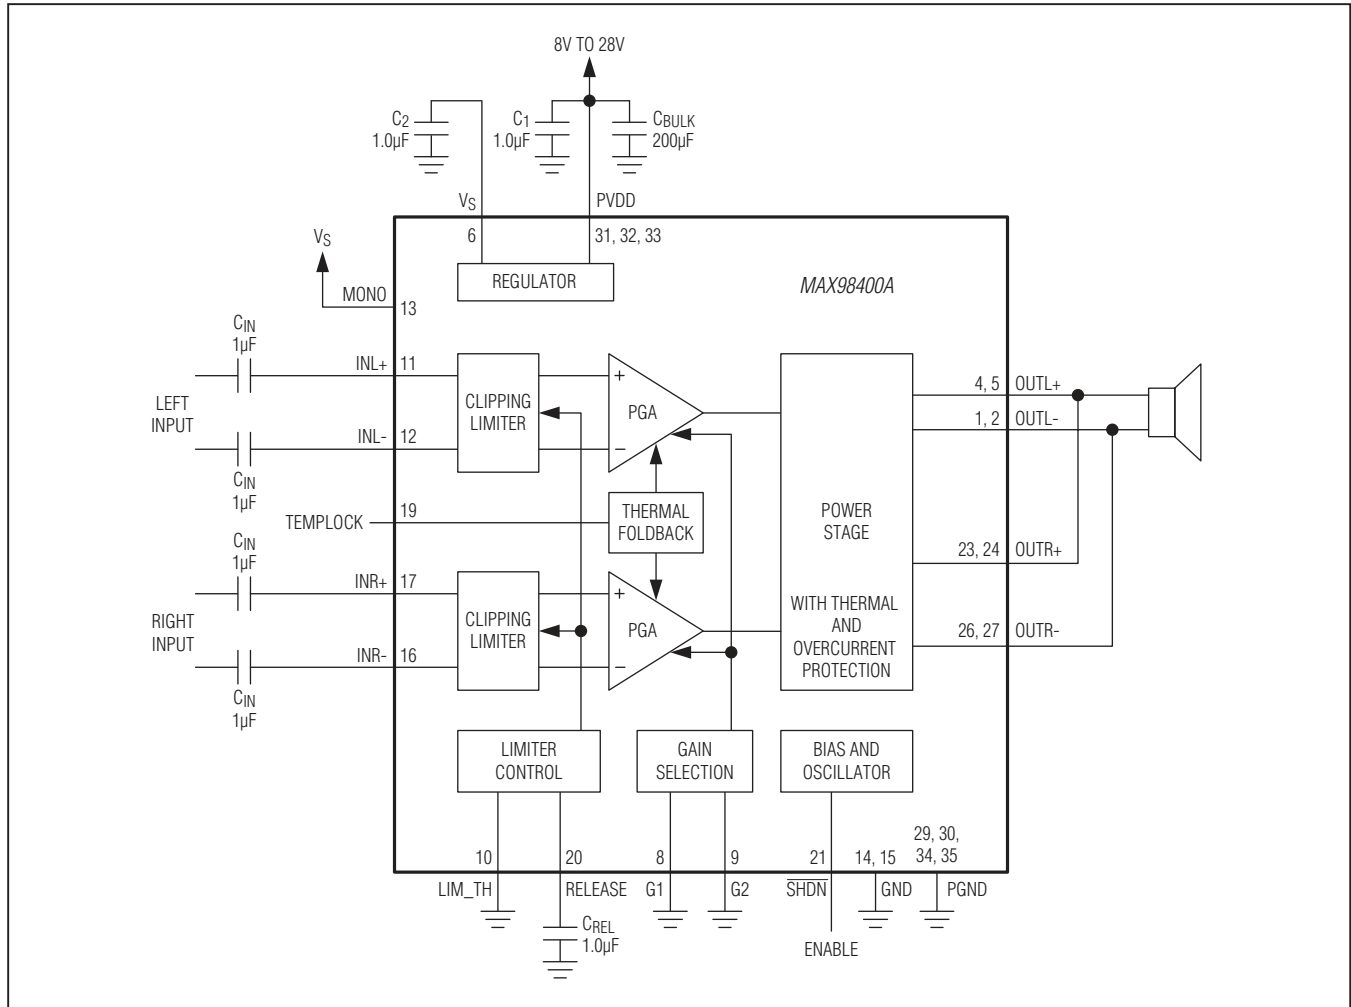 8V TO 28V
C2
1.0µF
C1
1.0µF
CBULK
200µF
VS
PVDD
6
31, 32, 33
VS
REGULATOR
MAX98400A
MONO
13
CIN
1µF
INL+
11
LEFT
INPUT
CLIPPING
LIMITER
+
PGA
−
4, 5
OUTL+
1, 2
OUTL-
INL-
12
CIN
1µF
TEMPLOCK
19
THERMAL
FOLDBACK
POWER
STAGE
WITH THERMAL
AND
OVERCURRENT
PROTECTION
23, 24
OUTR+
CIN
1µF
INR+
17
RIGHT
INPUT
CLIPPING
LIMITER
+
PGA
−
26, 27
OUTR-
INR-
16
CIN
1µF
LIMITER
CONTROL
GAIN
SELECTION
BIAS AND
OSCILLATOR
10
20
8
9
21
14, 15
29, 30,
34, 35
LIM_TH
RELEASE
G1
G2
SHDN
GND
PGND
CREL
1.0µF
ENABLE